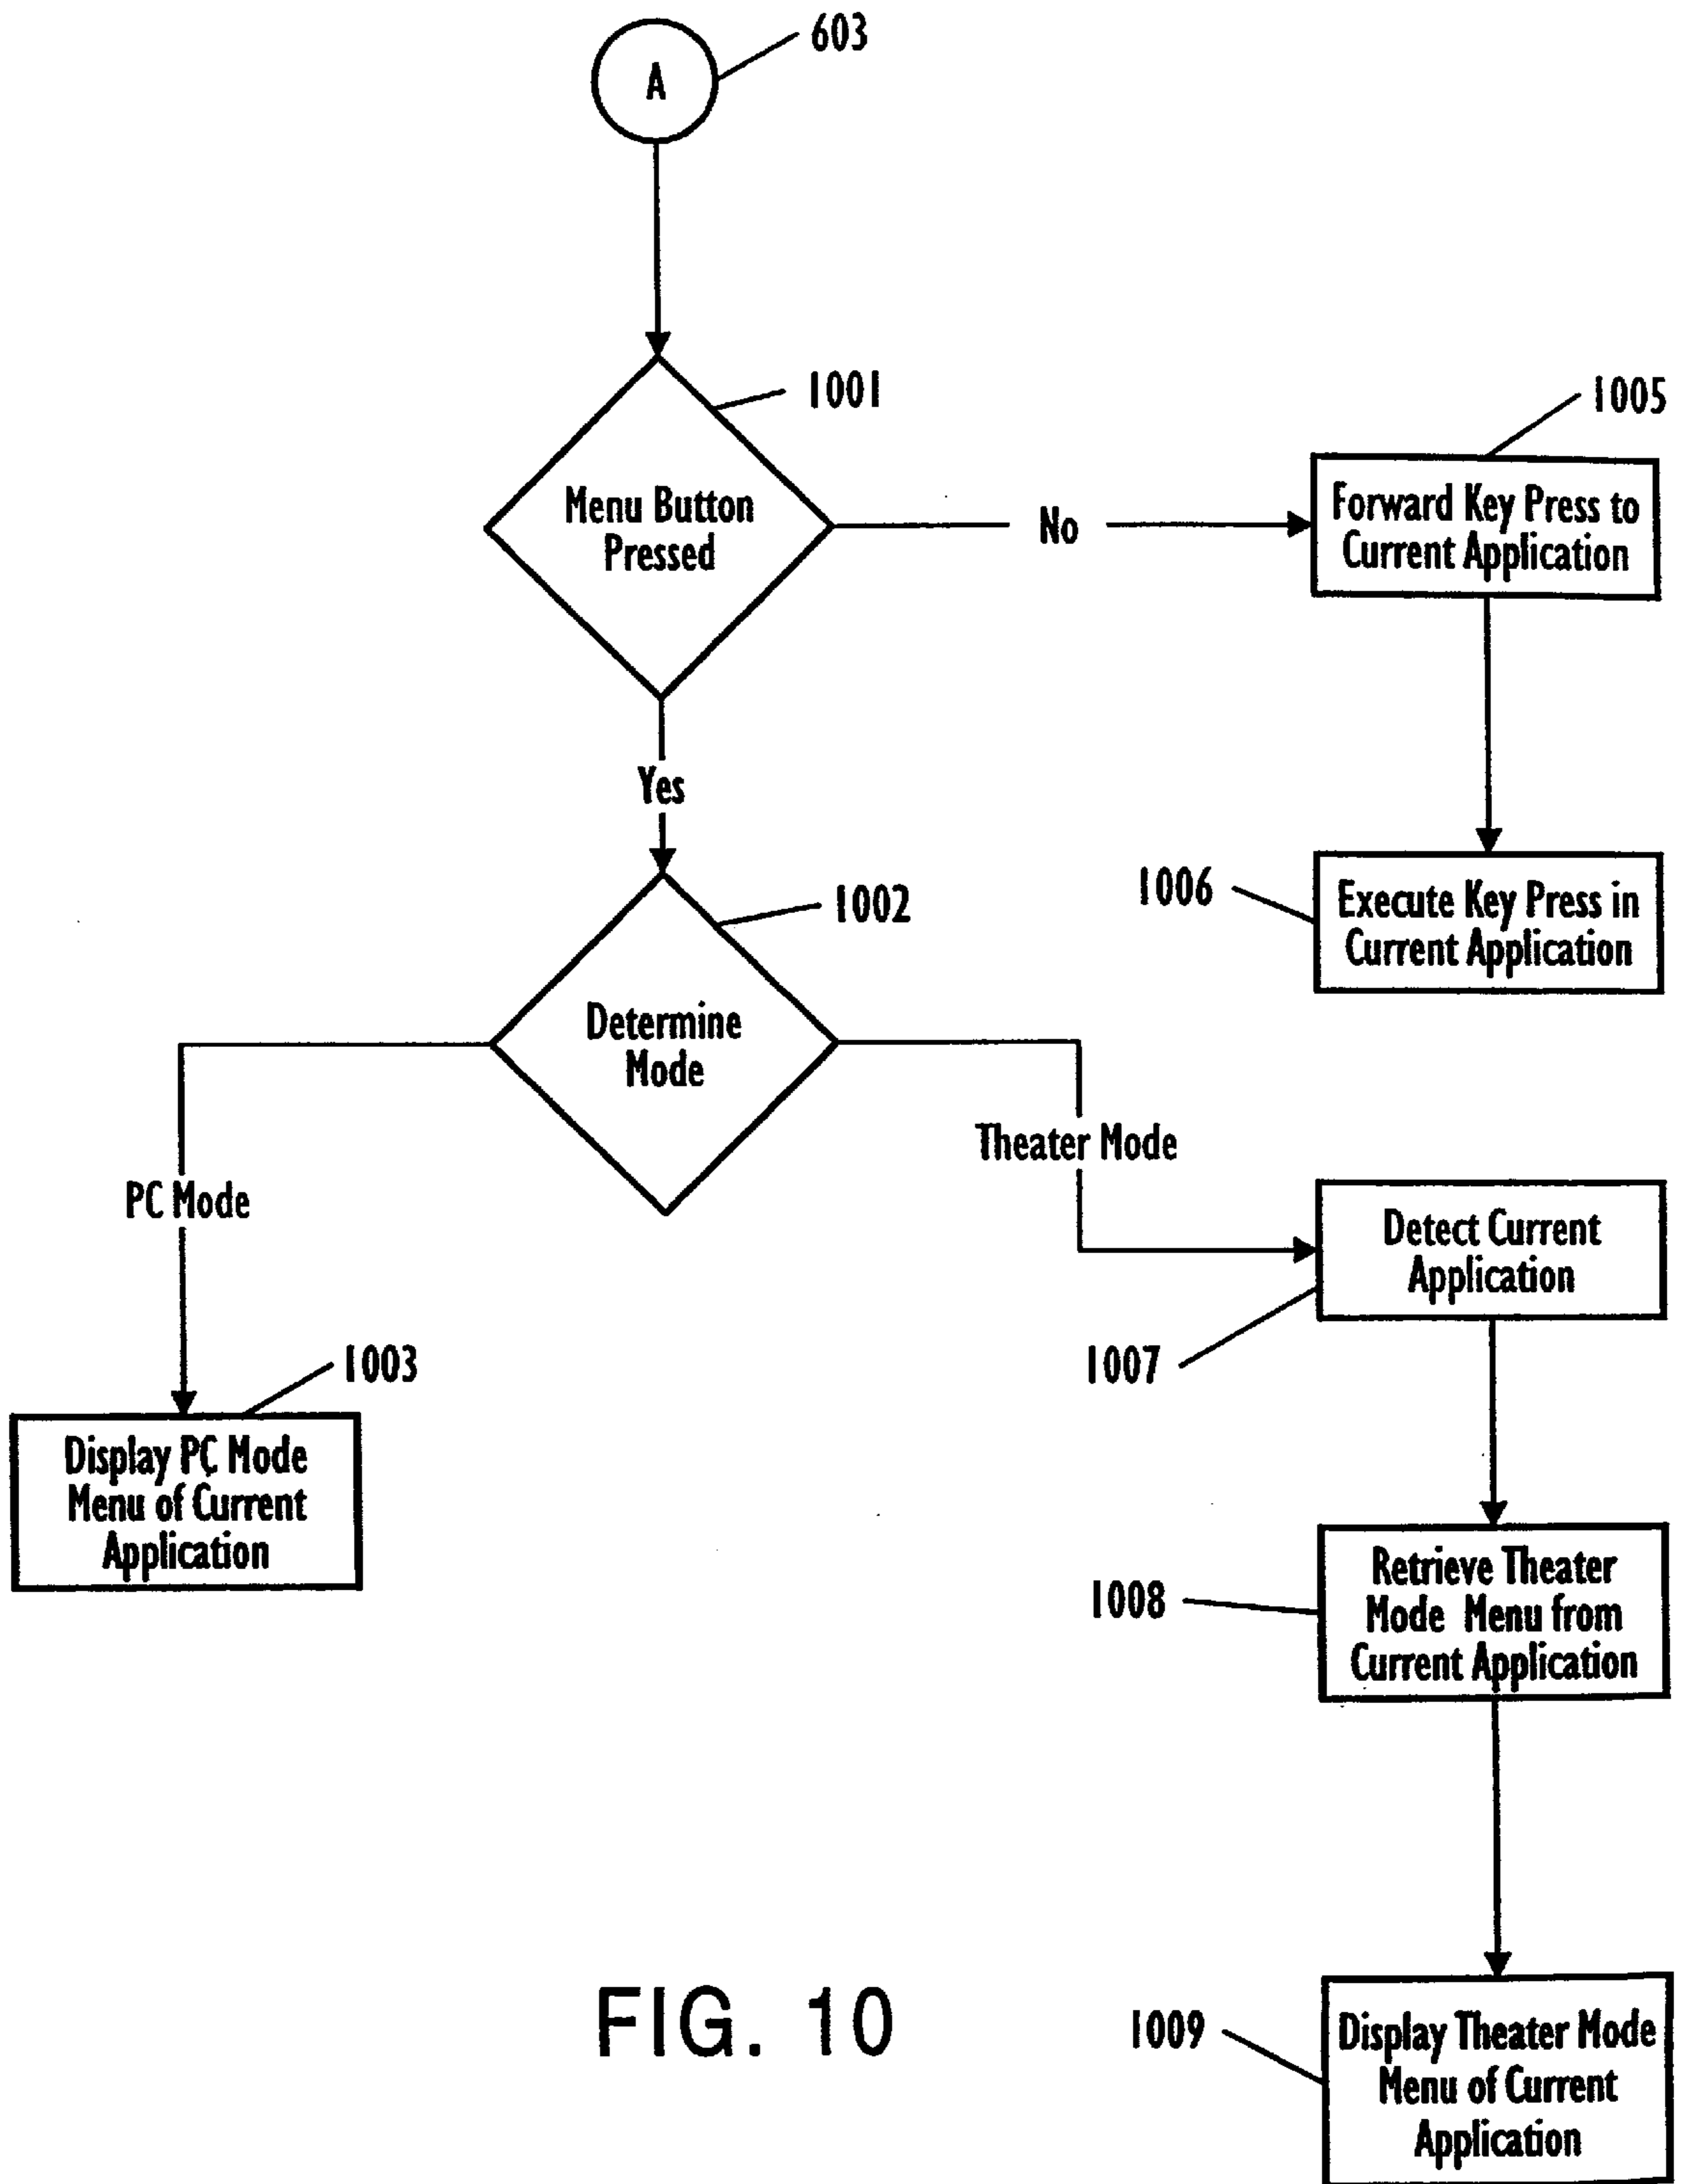 603
A
1001
Menu Button
Pressed
No
1005
Forward Key Press to
Current Application
Yes
1006
Execute Key Press in
Current Application
1002
Determine
Mode
Theater Mode
PC Mode
Detect Current
Application
1007
1003
Display PC Mode
Menu of Current
Application
1008
Retrieve Theater
Mode Menu from
Current Application
1009
Display Theater Mode
Menu of Current
Application
FIG. 10